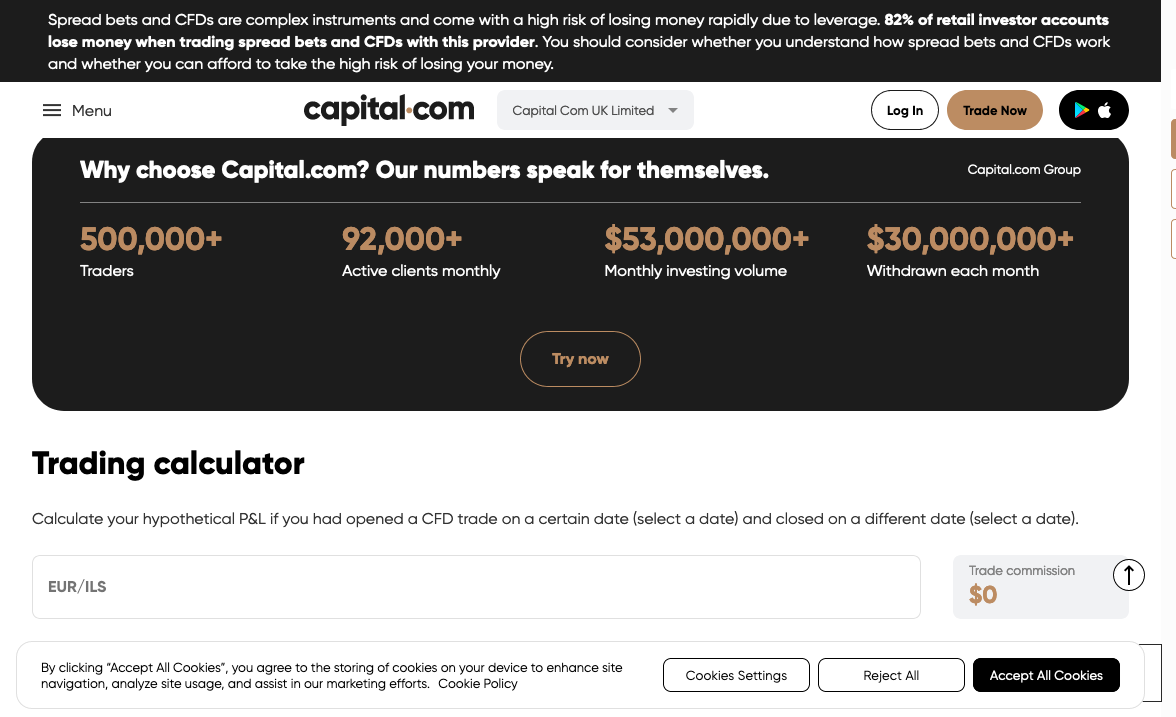 Spread bets and CFDs are complex instruments and come with a high risk of losing money rapidly due to leverage. 82% of retail investor accounts
lose money when trading spread bets and CFDs with this provider. You should consider whether you understand how spread bets and CFDs work
and whether you can afford to take the high risk of losing your money.
Menu
capital.com
Capital Com UK Limited
Log In
Trade Now
Why choose Capital.com? Our numbers speak for themselves.
Capital.com Group
500,000+
92,000+
$53,000,000+
$30,000,000+
Traders
Active clients monthly
Monthly investing volume
Withdrawn each month
Try now
Trading calculator
Calculate your hypothetical P&L if you had opened a CFD trade on a certain date (select a date) and closed on a different date (select a date).
EUR/ILS
Trade commission
$0
By clicking “Accept All Cookies”, you agree to the storing of cookies on your device to enhance site
navigation, analyze site usage, and assist in our marketing efforts. Cookie Policy
Cookies Settings
Reject All
Accept All Cookies